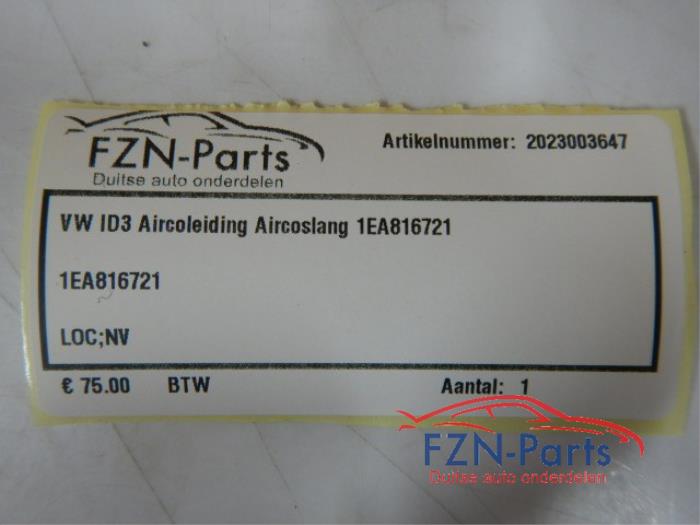 FZN-Parts
Duitse auto onderdelen
Artikelnummer: 2023003647
VW ID3 Aircoleiding Aircoslang 1EA816721
1EA816721
LOC;NV
€ 75.00 BTW Aantal: 1
FZN-Parts
Duitse auto onderdelen